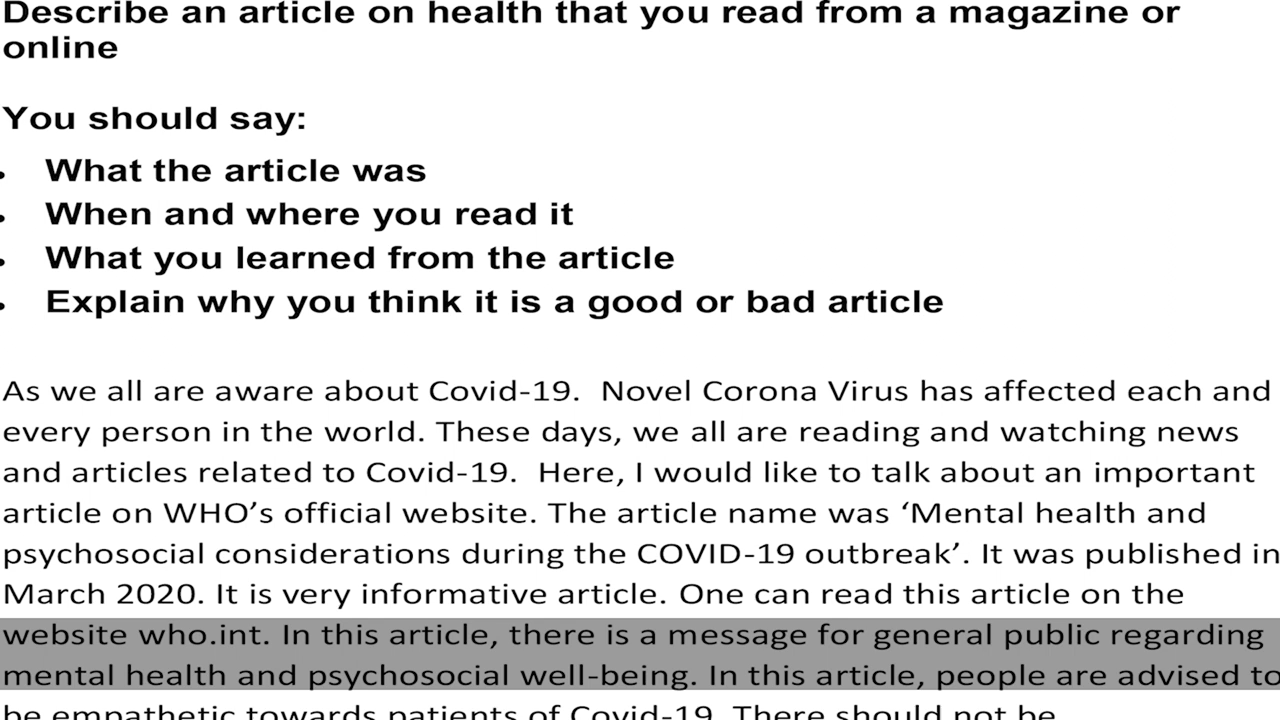 Describe an article on health that you read from a magazine or
online
You should say:
• What the article was
• When and where you read it
• What you learned from the article
• Explain why you think it is a good or bad article
As we all are aware about Covid-19. Novel Corona Virus has affected each and
every person in the world. These days, we all are reading and watching news
and articles related to Covid-19. Here, I would like to talk about an important
article on WHO’s official website. The article name was ‘Mental health and
psychosocial considerations during the COVID-19 outbreak’. It was published in
March 2020. It is very informative article. One can read this article on the
website who.int. In this article, there is a message for general public regarding
mental health and psychosocial well-being. In this article, people are advised to
be empathetic towards patients of Covid-19. There should not be